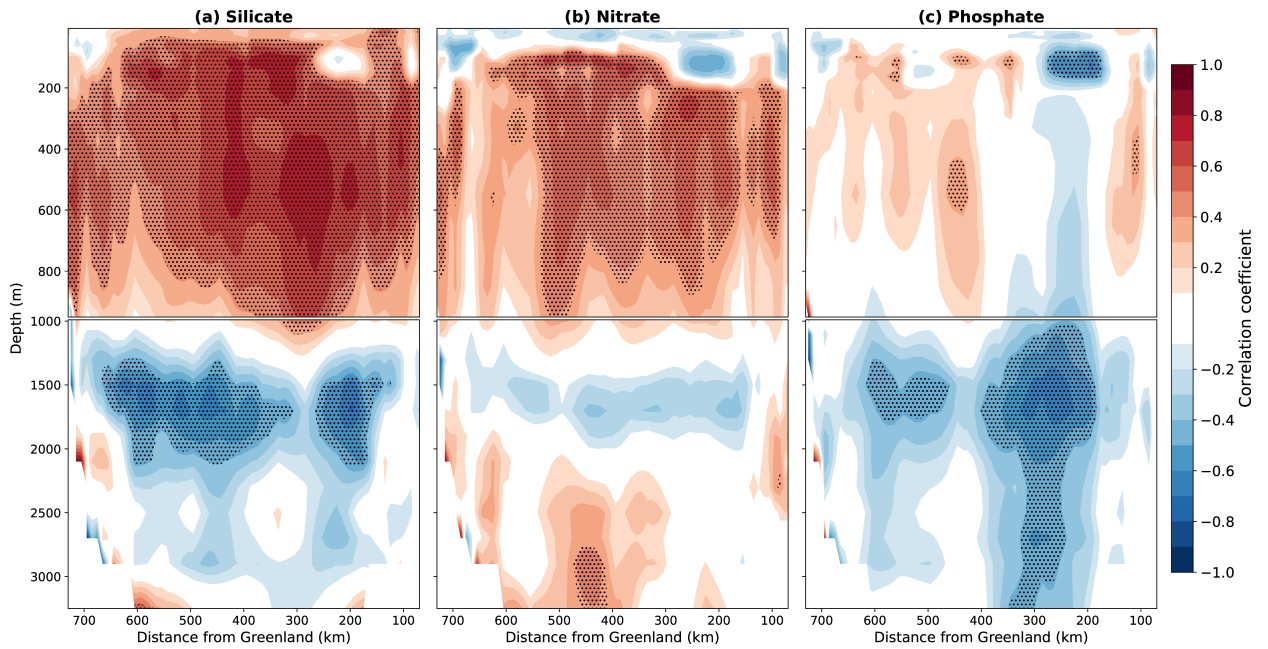 (a) Silicate
(b) Nitrate
(c) Phosphate
200
400
600
800
1000
1500
2000
2500
3000
Depth (m)
700 600 500 400 300 200 100
700 600 500 400 300 200 100
700 600 500 400 300 200 100
Distance from Greenland (km)
Distance from Greenland (km)
Distance from Greenland (km)
1.0
0.8
0.6
0.4
0.2
−0.2
−0.4
−0.6
−0.8
−1.0
Correlation coefficient